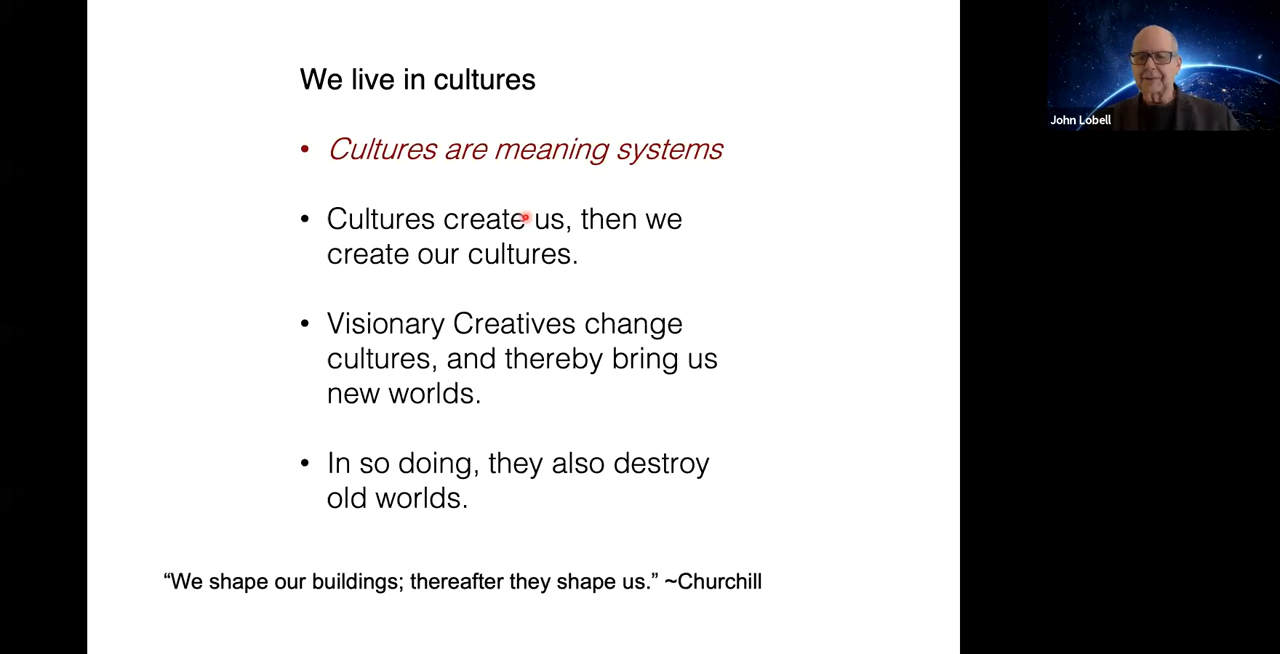 We live in cultures
• Cultures are meaning systems
• Cultures create us, then we
create our cultures.
• Visionary Creatives change
cultures, and thereby bring us
new worlds.
• In so doing, they also destroy
old worlds.
“We shape our buildings; thereafter they shape us.” ~Churchill
John Lobell